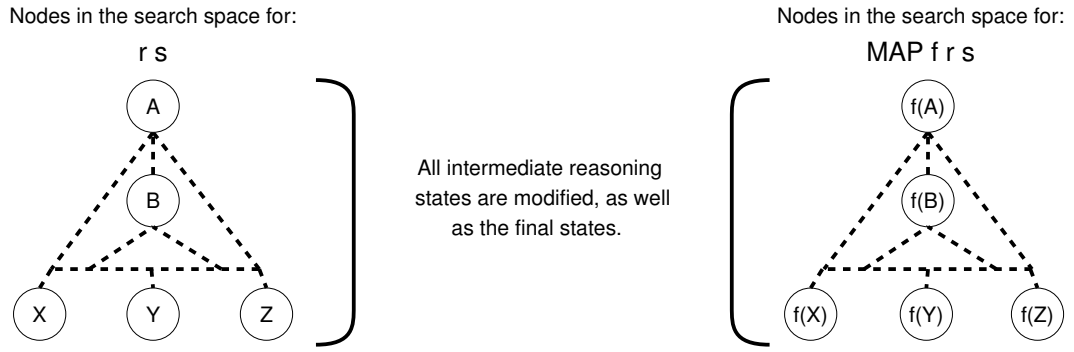 Nodes in the search space for:
r s
A
B
X
Y
Z
All intermediate reasoning
states are modified, as well
as the final states.
Nodes in the search space for:
MAP f r s
f(A)
f(B)
f(X)
f(Y)
f(Z)